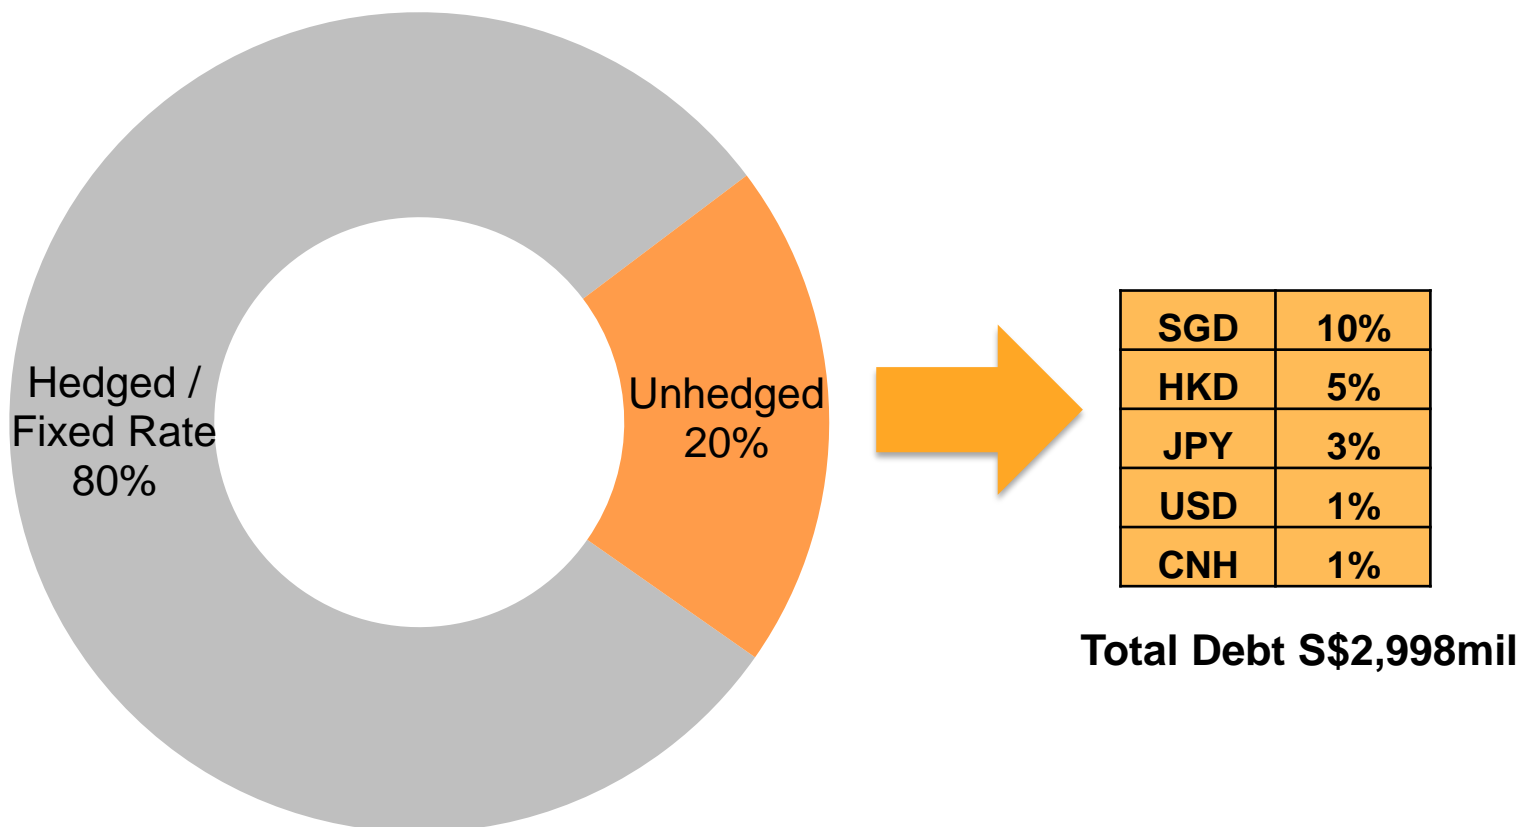 Hedged /
Fixed Rate
80%
Unhedged
20%
SGD 10%
HKD 5%
JPY 3%
USD 1%
CNH 1%
Total Debt S$2,998mil